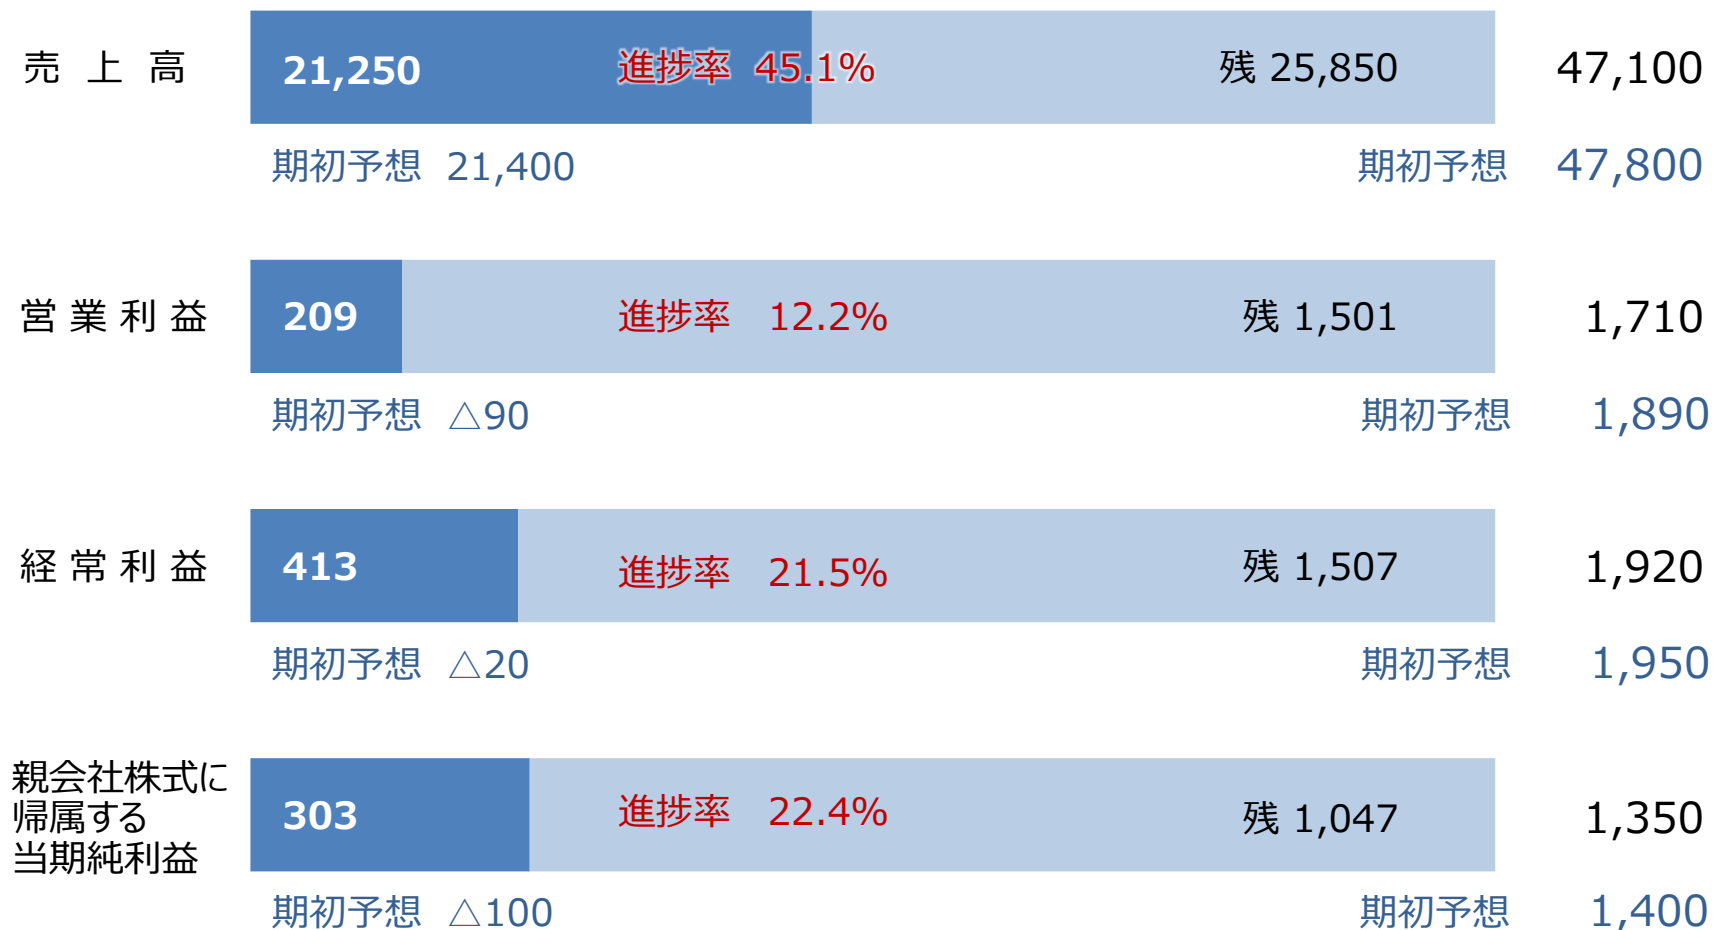 売 上 高 21,250 進捗率 45.1% 残 25,850 47,100
期初予想 21,400 期初予想 47,800
営 業 利 益 209 進捗率 12.2% 残 1,501 1,710
期初予想 △90 期初予想 1,890
経 常 利 益 413 進捗率 21.5% 残 1,507 1,920
期初予想 △20 期初予想 1,950
親会社株式に
帰属する
当期純利益
303 進捗率 22.4% 残 1,047 1,350
期初予想 △100 期初予想 1,400